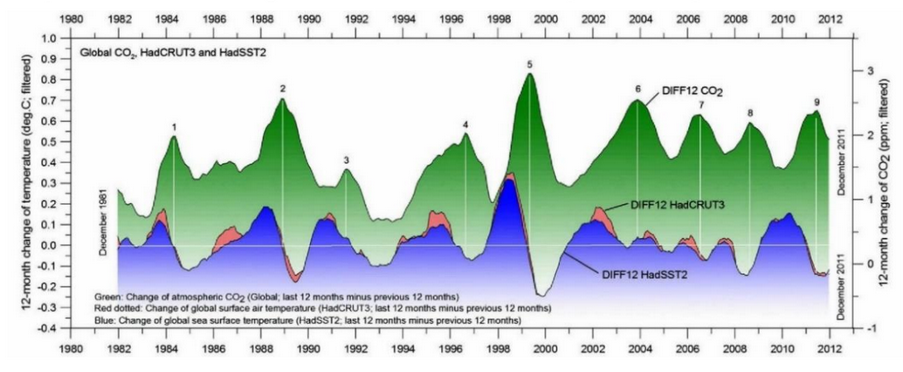 1980 1982 1984 1986 1988 1990 1992 1994 1996 1998 2000 2002 2004 2006 2008 2010 2012
Global CO₂, HadCRUT3 and HadSST2
12-month change of temperature (deg.C; filtered)
1.0
0.9
0.8
0.7
0.6
0.5
0.4
0.3
0.2
0.1
0.0
-0.1
-0.2
-0.3
-0.4
1
2
3
4
5
6
7
8
9
DIFF12 CO₂
DIFF12 HadCRUT3
DIFF12 HadSST2
December 1981
December 2011
December 2011
3
2
1
0
-1
12-month change of CO₂ (ppm; filtered)
Green: Change of atmospheric CO₂ (Global; last 12 months minus previous 12 months)
Red dotted: Change of global surface air temperature (HadCRUT3; last 12 months minus previous 12 months)
Blue: Change of global sea surface temperature (HadSST2; last 12 months minus previous 12 months)
1980 1982 1984 1986 1988 1990 1992 1994 1996 1998 2000 2002 2004 2006 2008 2010 2012